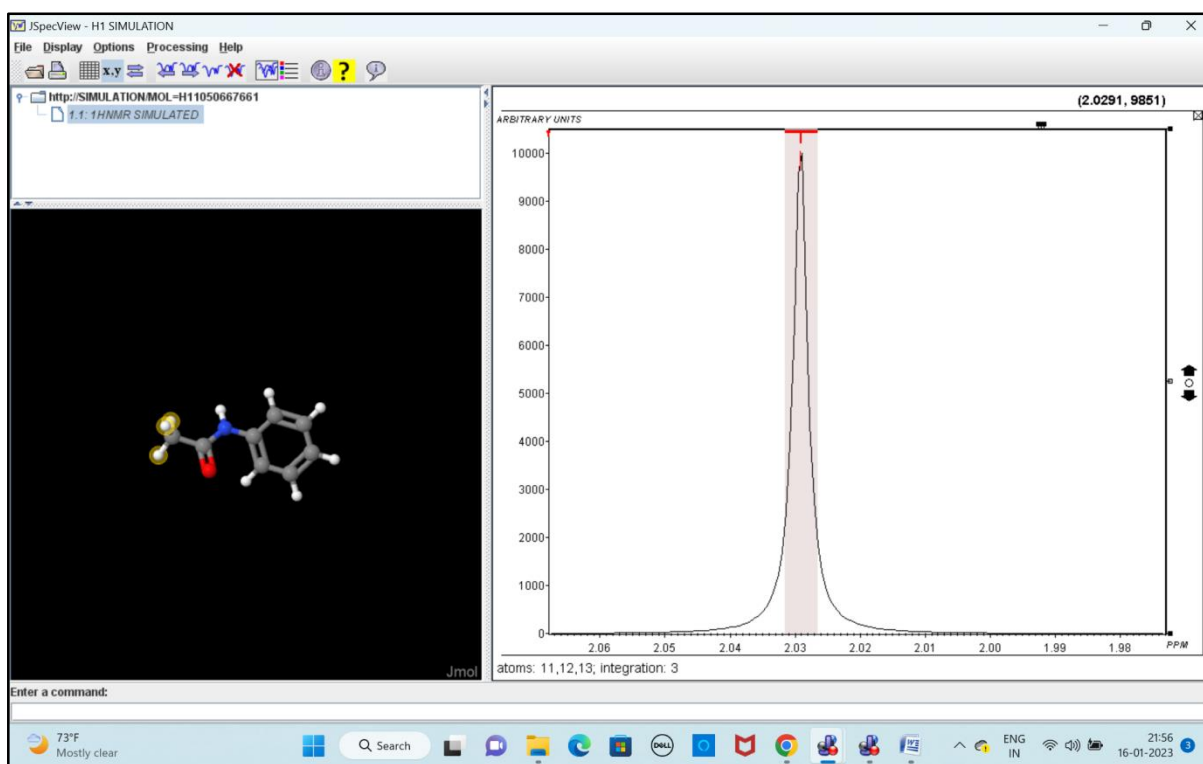 JSpecView - H1 SIMULATION
File Display Options Processing Help
x,y
?
http://SIMULATION/MOL=H11050667661
1.1: 1HNMR SIMULATED
(2.0291, 9851)
ARBITRARY UNITS
10000
9000
8000
7000
6000
5000
4000
3000
2000
1000
0
2.06 2.05 2.04 2.03 2.02 2.01 2.00 1.99 1.98 PPM
Jmol
atoms: 11,12,13; integration: 3
Enter a command:
73°F
Mostly clear
Search
DELL
ENG
IN
21:56
16-01-2023
3